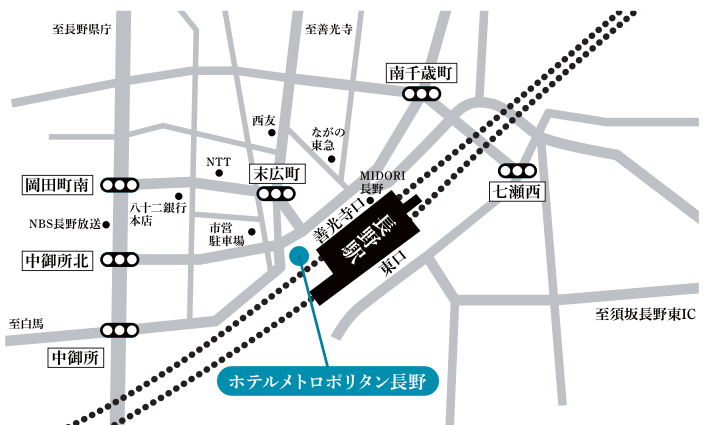 至長野県庁
至善光寺
南千歳町
西友
ながの
東急
NTT
末広町
MIDORI
長野
七瀬西
岡田町南
八十二銀行
本店
NBS長野放送
市営
駐車場
善光寺口
長野駅
東口
中御所北
至白馬
至須坂長野東IC
中御所
ホテルメトロポリタン長野